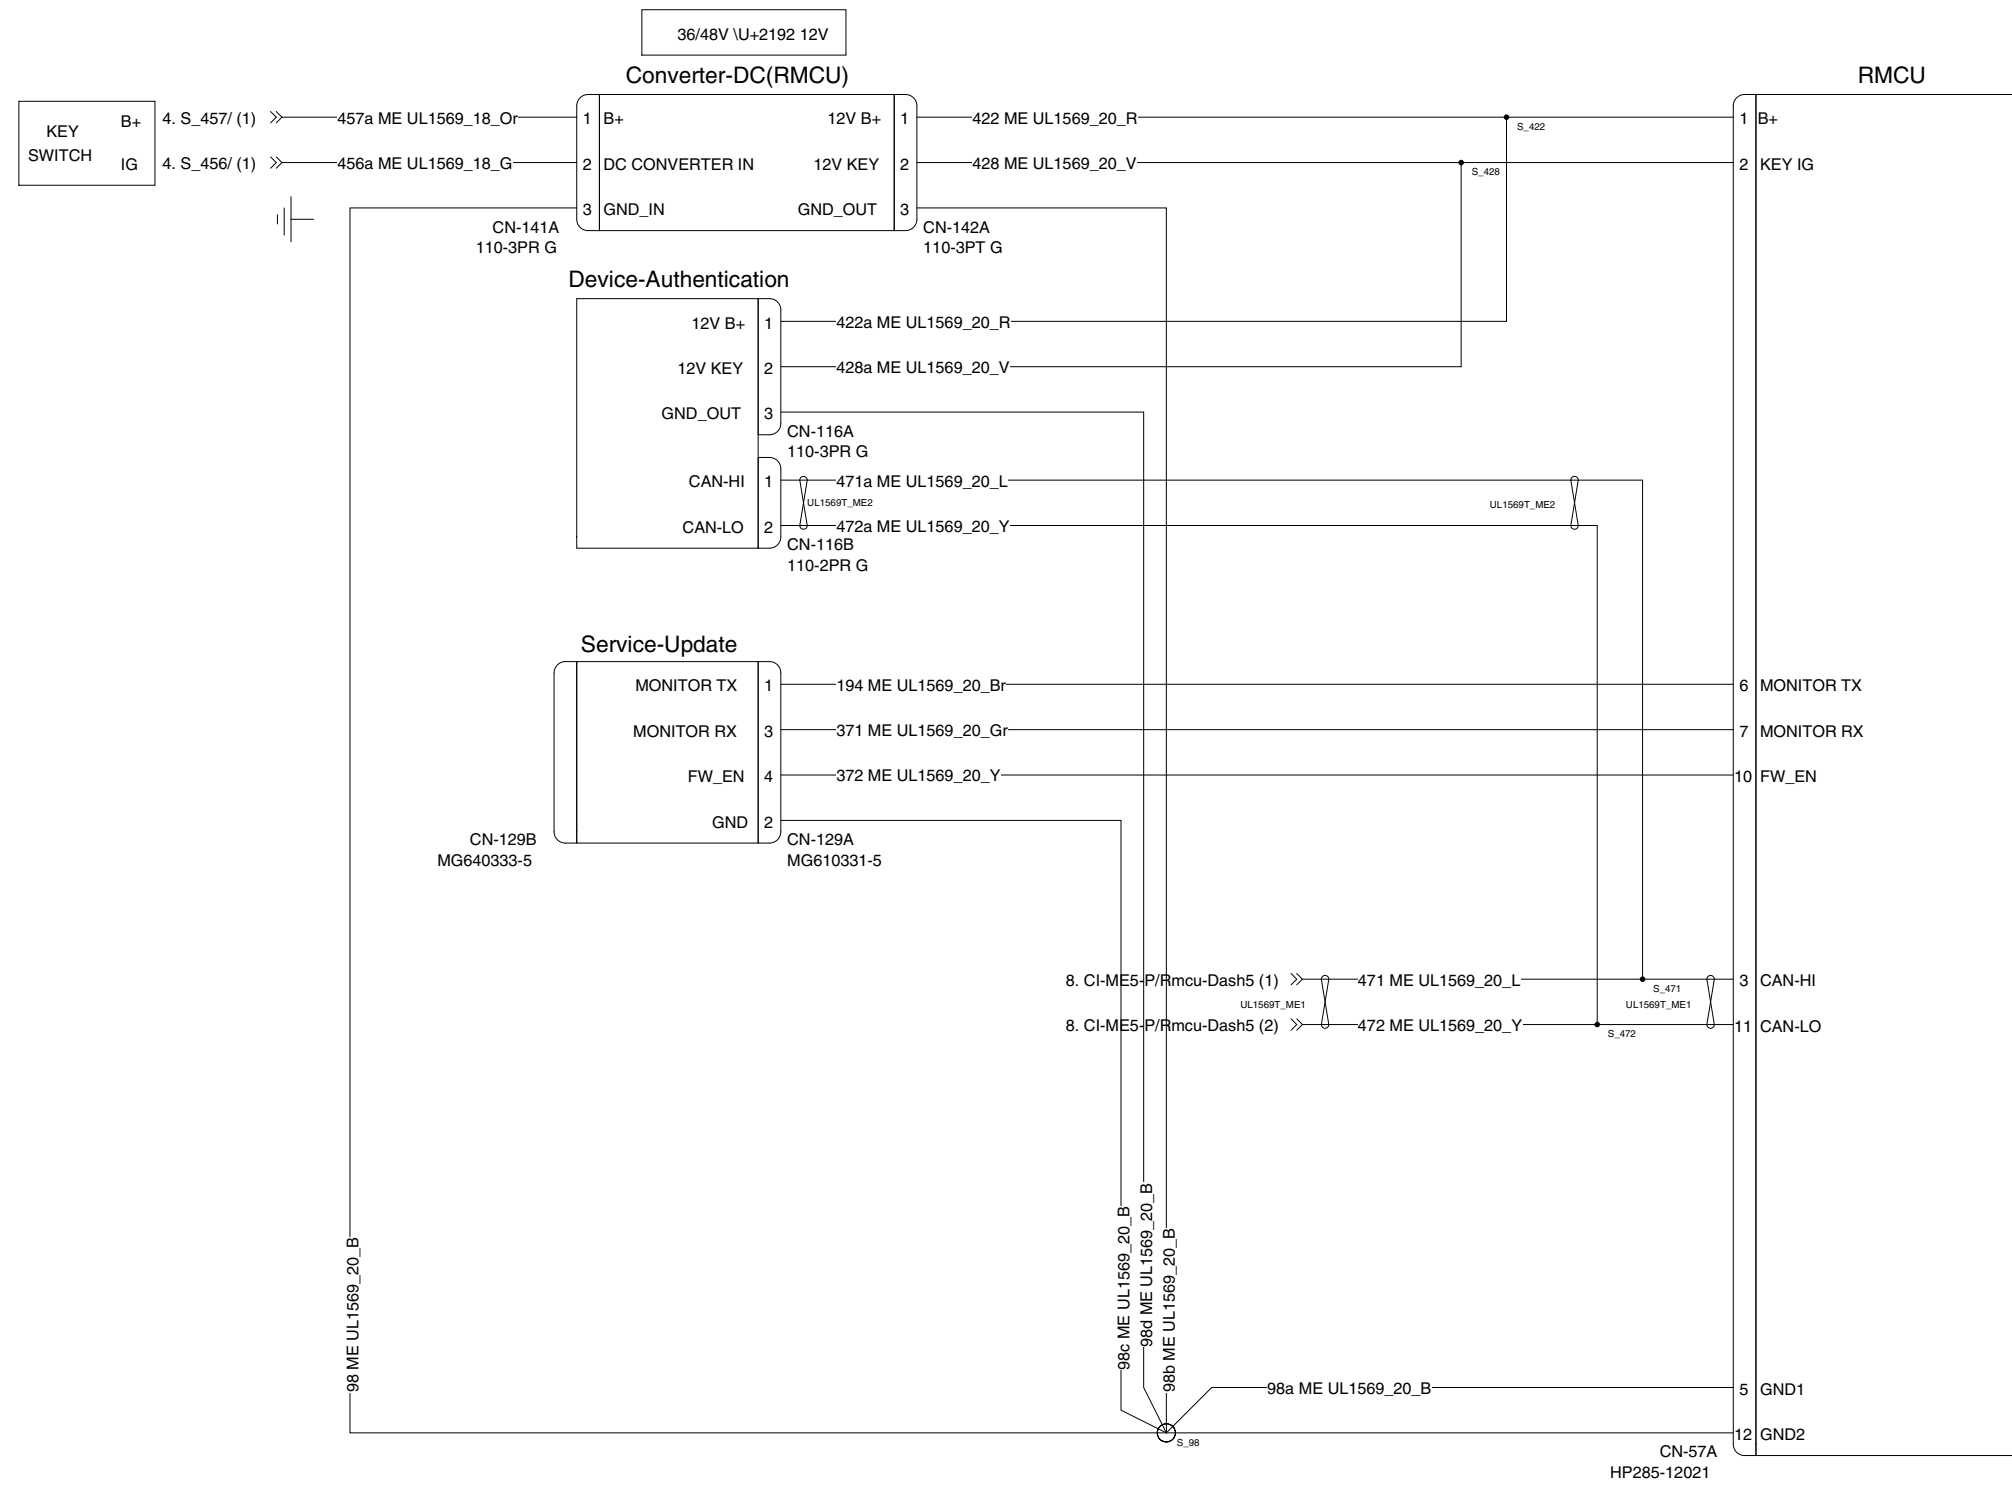 36/48V \U+2192 12V
Converter-DC(RMCU)
RMCU
KEY
SWITCH
B+
IG
4. S_457/ (1)
457a ME UL1569_18_Or
1
B+
12V B+
1
422 ME UL1569_20_R
S_422
1
B+
4. S_456/ (1)
456a ME UL1569_18_G
2
DC CONVERTER IN
12V KEY
2
428 ME UL1569_20_V
S_428
2
KEY IG
3
GND_IN
GND_OUT
3
CN-141A
110-3PR G
CN-142A
110-3PT G
Device-Authentication
12V B+
1
422a ME UL1569_20_R
12V KEY
2
428a ME UL1569_20_V
GND_OUT
3
CN-116A
110-3PR G
CAN-HI
1
471a ME UL1569_20_L
UL1569T_ME2
UL1569T_ME2
CAN-LO
2
472a ME UL1569_20_Y
CN-116B
110-2PR G
Service-Update
MONITOR TX
1
194 ME UL1569_20_Br
6
MONITOR TX
MONITOR RX
3
371 ME UL1569_20_Gr
7
MONITOR RX
FW_EN
4
372 ME UL1569_20_Y
10
FW_EN
GND
2
CN-129B
MG640333-5
CN-129A
MG610331-5
8. CI-ME5-P/Rmcu-Dash5 (1)
471 ME UL1569_20_L
S_471
3
CAN-HI
UL1569T_ME1
UL1569T_ME1
8. CI-ME5-P/Rmcu-Dash5 (2)
472 ME UL1569_20_Y
S_472
11
CAN-LO
98 ME UL1569_20_B
98c ME UL1569_20_B
98d ME UL1569_20_B
98b ME UL1569_20_B
98a ME UL1569_20_B
5
GND1
S_98
12
GND2
CN-57A
HP285-12021